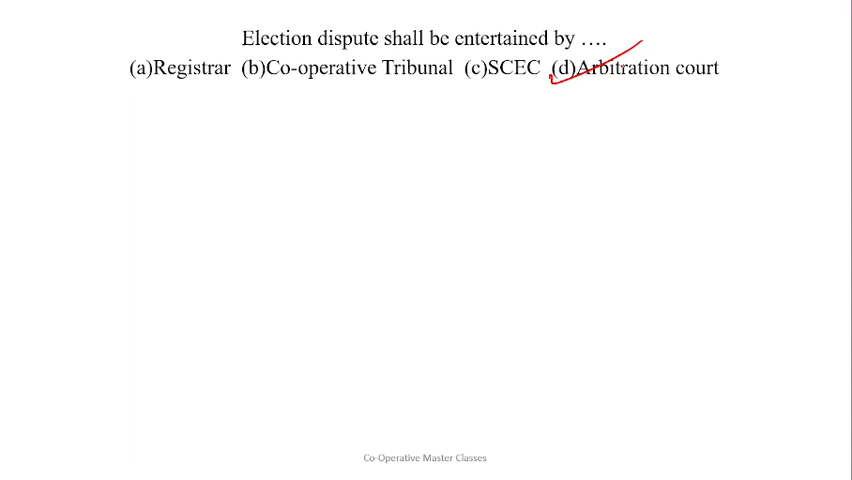 Election dispute shall be entertained by ….
(a)Registrar (b)Co-operative Tribunal (c)SCEC (d)Arbitration court
Co-Operative Master Classes